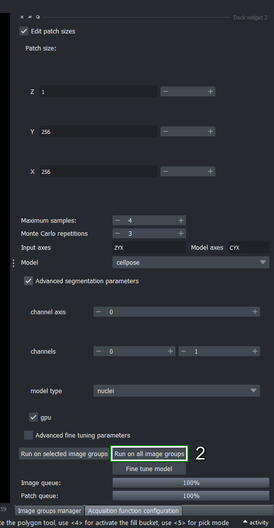 Dock widget 2
Edit patch sizes
Patch size:
Z 1
Y 256
X 256
Maximum samples: 4
Monte Carlo repetitions 3
Input axes ZYX Model axes CYX
Model cellpose
Advanced segmentation parameters
channel axis 0
channels 0 1
model type nuclei
gpu
Advanced fine tuning parameters
Run on selected image groups Run on all image groups 2
Fine tune model
Image queue: 100%
Patch queue: 100%
59 Image groups manager Acquisition function configuration
te the polygon tool, use <4> for activate the fill bucket, use <5> for pick mode activity